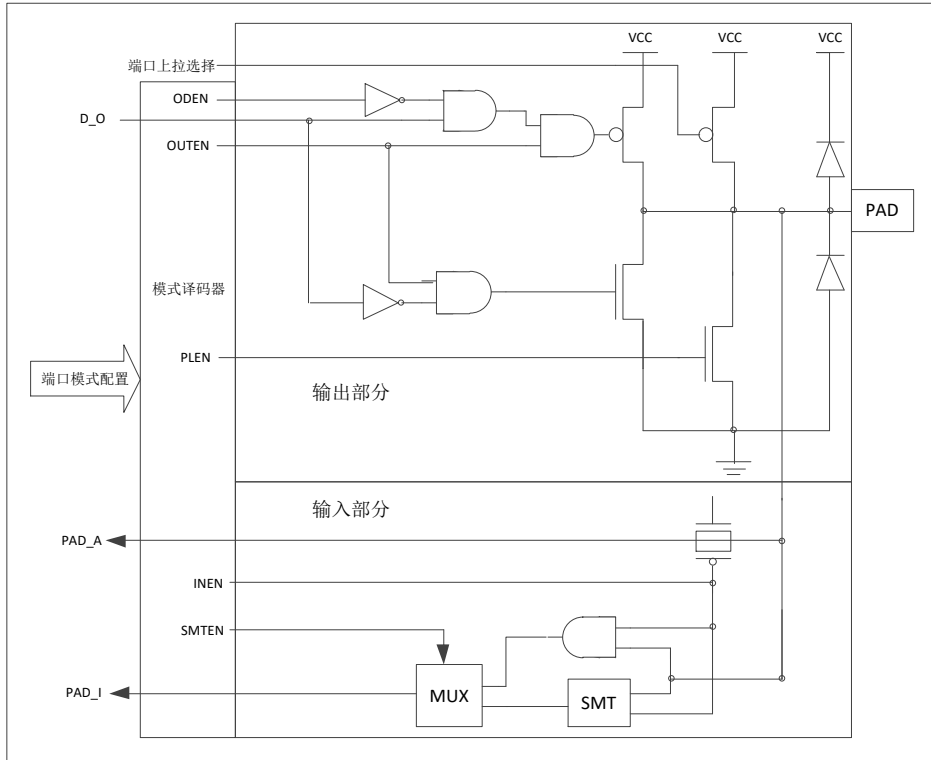 VCC
VCC
VCC
端口上拉选择
ODEN
D_O
OUTEN
PAD
模式译码器
PLEN
端口模式配置
输出部分
输入部分
PAD_A
INEN
SMTEN
PAD_I
MUX
SMT